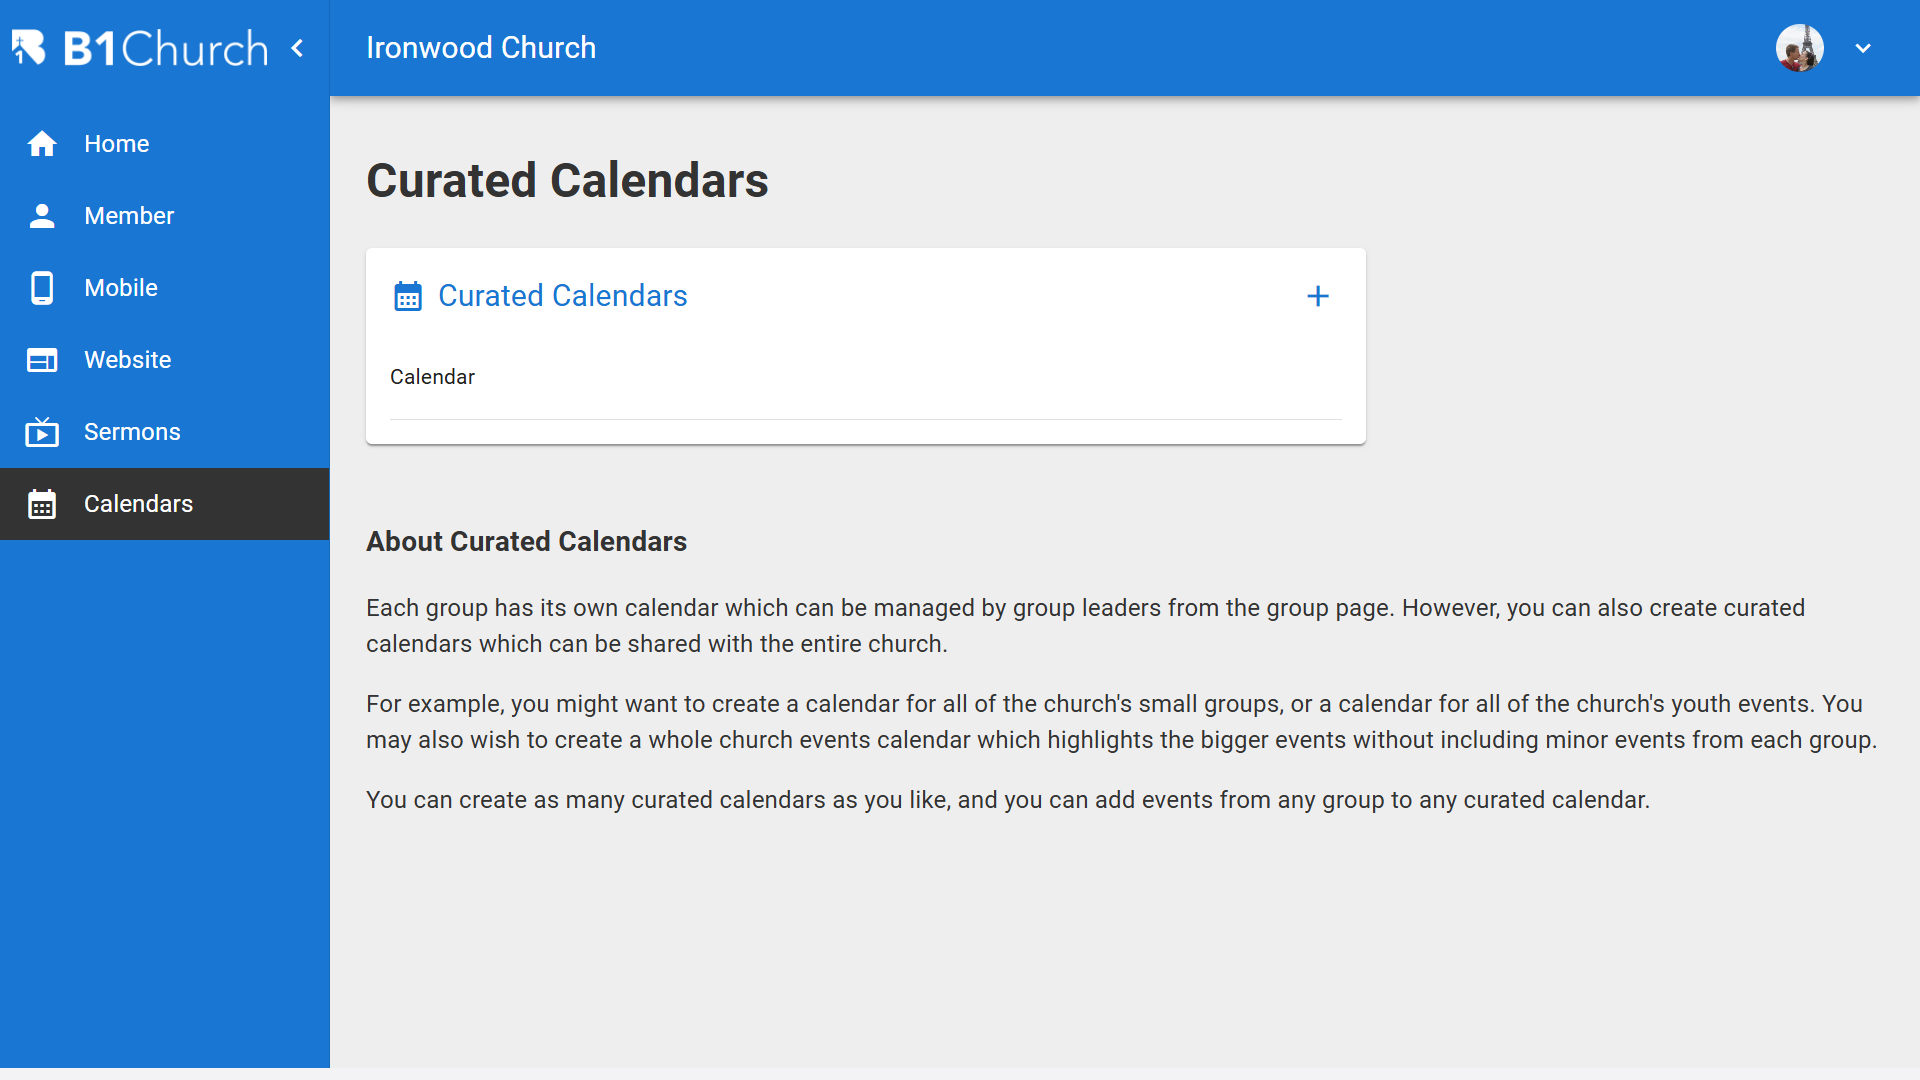 B1Church
Ironwood Church
Home
Member
Mobile
Website
Sermons
Calendars
Curated Calendars
Curated Calendars
Calendar
About Curated Calendars
Each group has its own calendar which can be managed by group leaders from the group page. However, you can also create curated
calendars which can be shared with the entire church.
For example, you might want to create a calendar for all of the church's small groups, or a calendar for all of the church's youth events. You
may also wish to create a whole church events calendar which highlights the bigger events without including minor events from each group.
You can create as many curated calendars as you like, and you can add events from any group to any curated calendar.